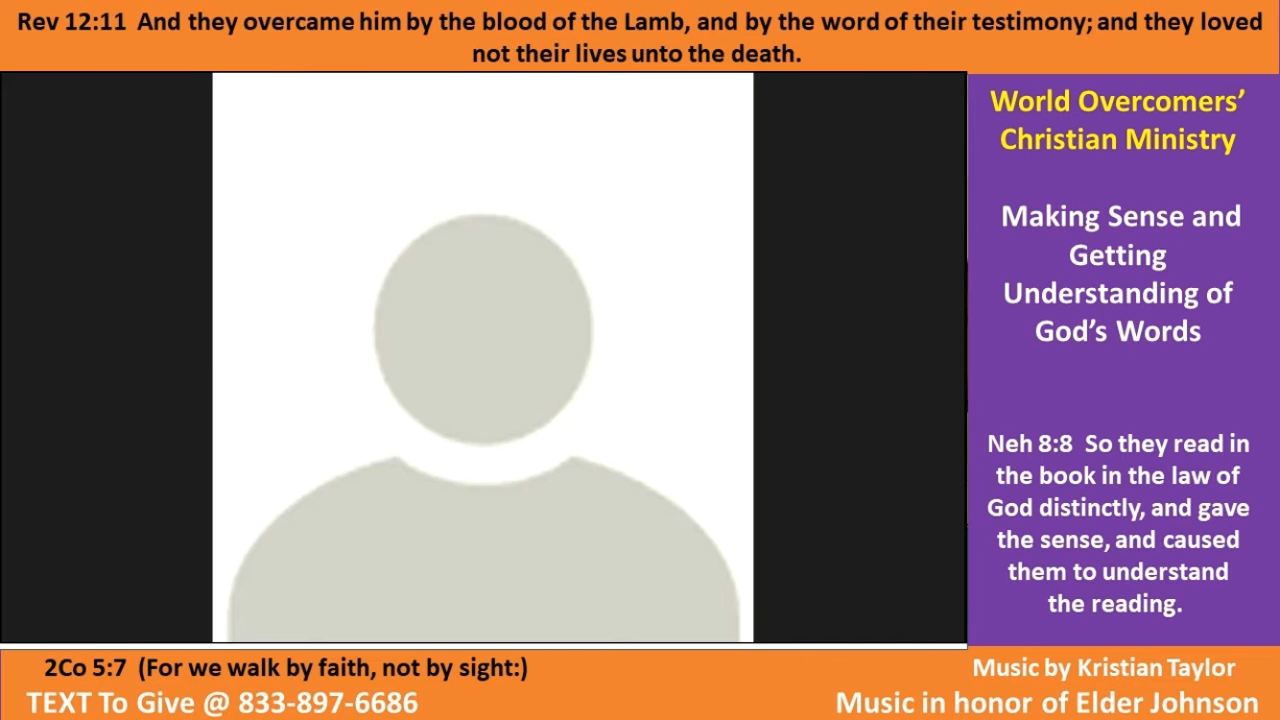 Rev 12:11 And they overcame him by the blood of the Lamb, and by the word of their testimony; and they loved
not their lives unto the death.
World Overcomers’
Christian Ministry
Making Sense and
Getting
Understanding of
God’s Words
Neh 8:8 So they read in
the book in the law of
God distinctly, and gave
the sense, and caused
them to understand
the reading.
2Co 5:7 (For we walk by faith, not by sight:)
TEXT To Give @ 833-897-6686
Music by Kristian Taylor
Music in honor of Elder Johnson